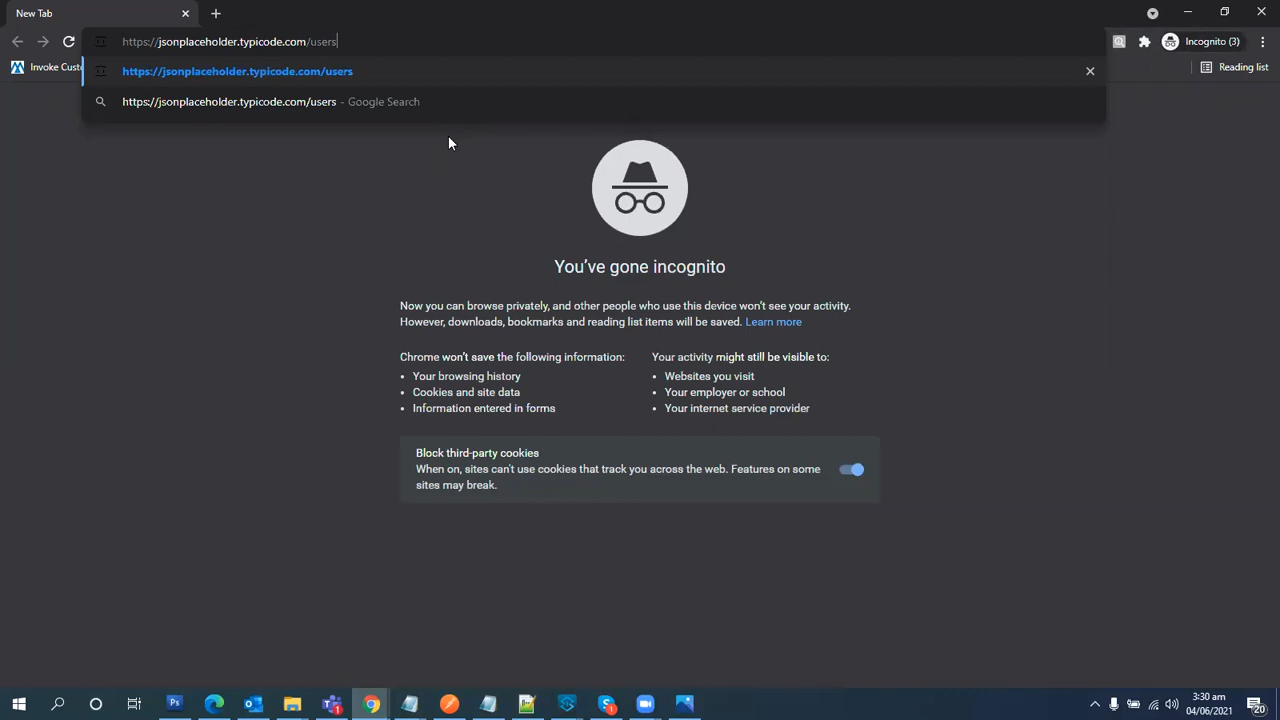 New Tab
https://jsonplaceholder.typicode.com/users
Incognito (3)
Invoke Cust
https://jsonplaceholder.typicode.com/users
Reading list
https://jsonplaceholder.typicode.com/users - Google Search
You've gone incognito
Now you can browse privately, and other people who use this device won't see your activity.
However, downloads, bookmarks and reading list items will be saved. Learn more
Chrome won't save the following information:
• Your browsing history
• Cookies and site data
• Information entered in forms
Your activity might still be visible to:
• Websites you visit
• Your employer or school
• Your internet service provider
Block third-party cookies
When on, sites can't use cookies that track you across the web. Features on some
sites may break.
Ps
3:30 am
04/06/2021
20